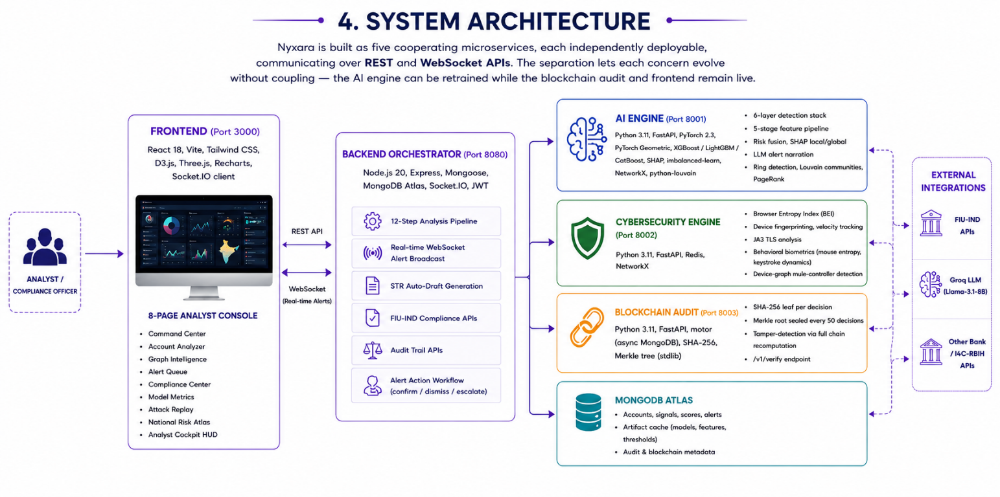 4. SYSTEM ARCHITECTURE
Nyxara is built as five cooperating microservices, each independently deployable,
communicating over REST and WebSocket APIs. The separation lets each concern evolve
without coupling — the AI engine can be retrained while the blockchain audit and frontend remain live.
ANALYST /
COMPLIANCE OFFICER
FRONTEND (Port 3000)
React 18, Vite, Tailwind CSS,
D3.js, Three.js, Recharts,
Socket.IO client
8-PAGE ANALYST CONSOLE
• Command Center
• Account Analyzer
• Graph Intelligence
• Alert Queue
• Compliance Center
• Model Metrics
• Attack Replay
• National Risk Atlas
• Analyst Cockpit HUD
REST API
WebSocket
(Real-time Alerts)
BACKEND ORCHESTRATOR (Port 8080)
Node.js 20, Express, Mongoose,
MongoDB Atlas, Socket.IO, JWT
12-Step Analysis Pipeline
Real-time WebSocket
Alert Broadcast
STR Auto-Draft Generation
FIU-IND Compliance APIs
Audit Trail APIs
Alert Action Workflow
(confirm / dismiss / escalate)
AI ENGINE (Port 8001)
Python 3.11, FastAPI, PyTorch 2.3,
PyTorch Geometric, XGBoost / LightGBM /
CatBoost, SHAP, imbalanced-learn,
NetworkX, python-louvain
• 6-layer detection stack
• 5-stage feature pipeline
• Risk fusion, SHAP local/global
• LLM alert narration
• Ring detection, Louvain communities,
PageRank
CYBERSECURITY ENGINE
(Port 8002)
Python 3.11, FastAPI, Redis,
NetworkX
• Browser Entropy Index (BEI)
• Device fingerprinting, velocity tracking
• JA3 TLS analysis
• Behavioral biometrics (mouse entropy,
keystroke dynamics)
• Device-graph mule-controller detection
BLOCKCHAIN AUDIT (Port 8003)
Python 3.11, FastAPI, motor
(async MongoDB), SHA-256,
Merkle tree (stdlib)
• SHA-256 leaf per decision
• Merkle root sealed every 50 decisions
• Tamper-detection via full chain
recomputation
• /v1/verify endpoint
MONGODB ATLAS
• Accounts, signals, scores, alerts
• Artifact cache (models, features,
thresholds)
• Audit & blockchain metadata
EXTERNAL
INTEGRATIONS
FIU-IND
APIs
Groq LLM
(Llama-3.1-8B)
Other Bank
/ I4C-RBIH
APIs